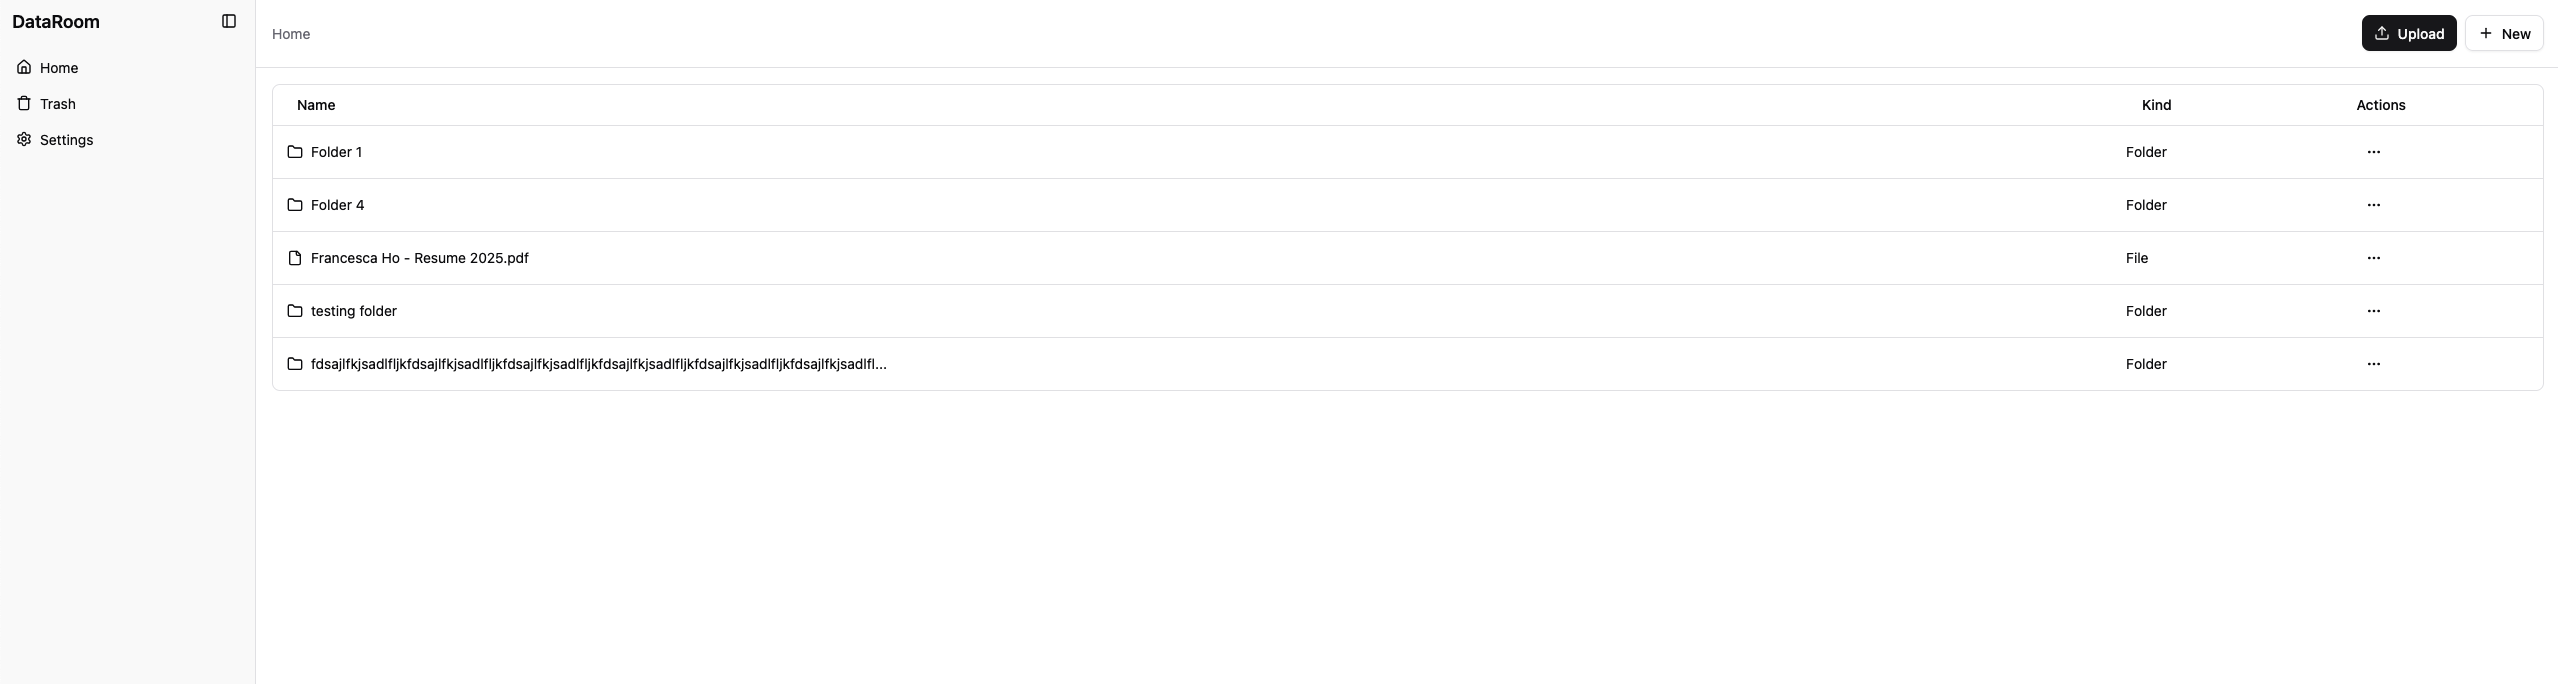 DataRoom
Home
Trash
Settings
Home
Upload
New
Name Kind Actions
Folder 1 Folder
Folder 4 Folder
Francesca Ho - Resume 2025.pdf File
testing folder Folder
fdsajlfkjsadlfljkfdsajlfkjsadlfljkfdsajlfkjsadlfljkfdsajlfkjsadlfljkfdsajlfkjsadlfljkfdsajlfkjsadlfl... Folder